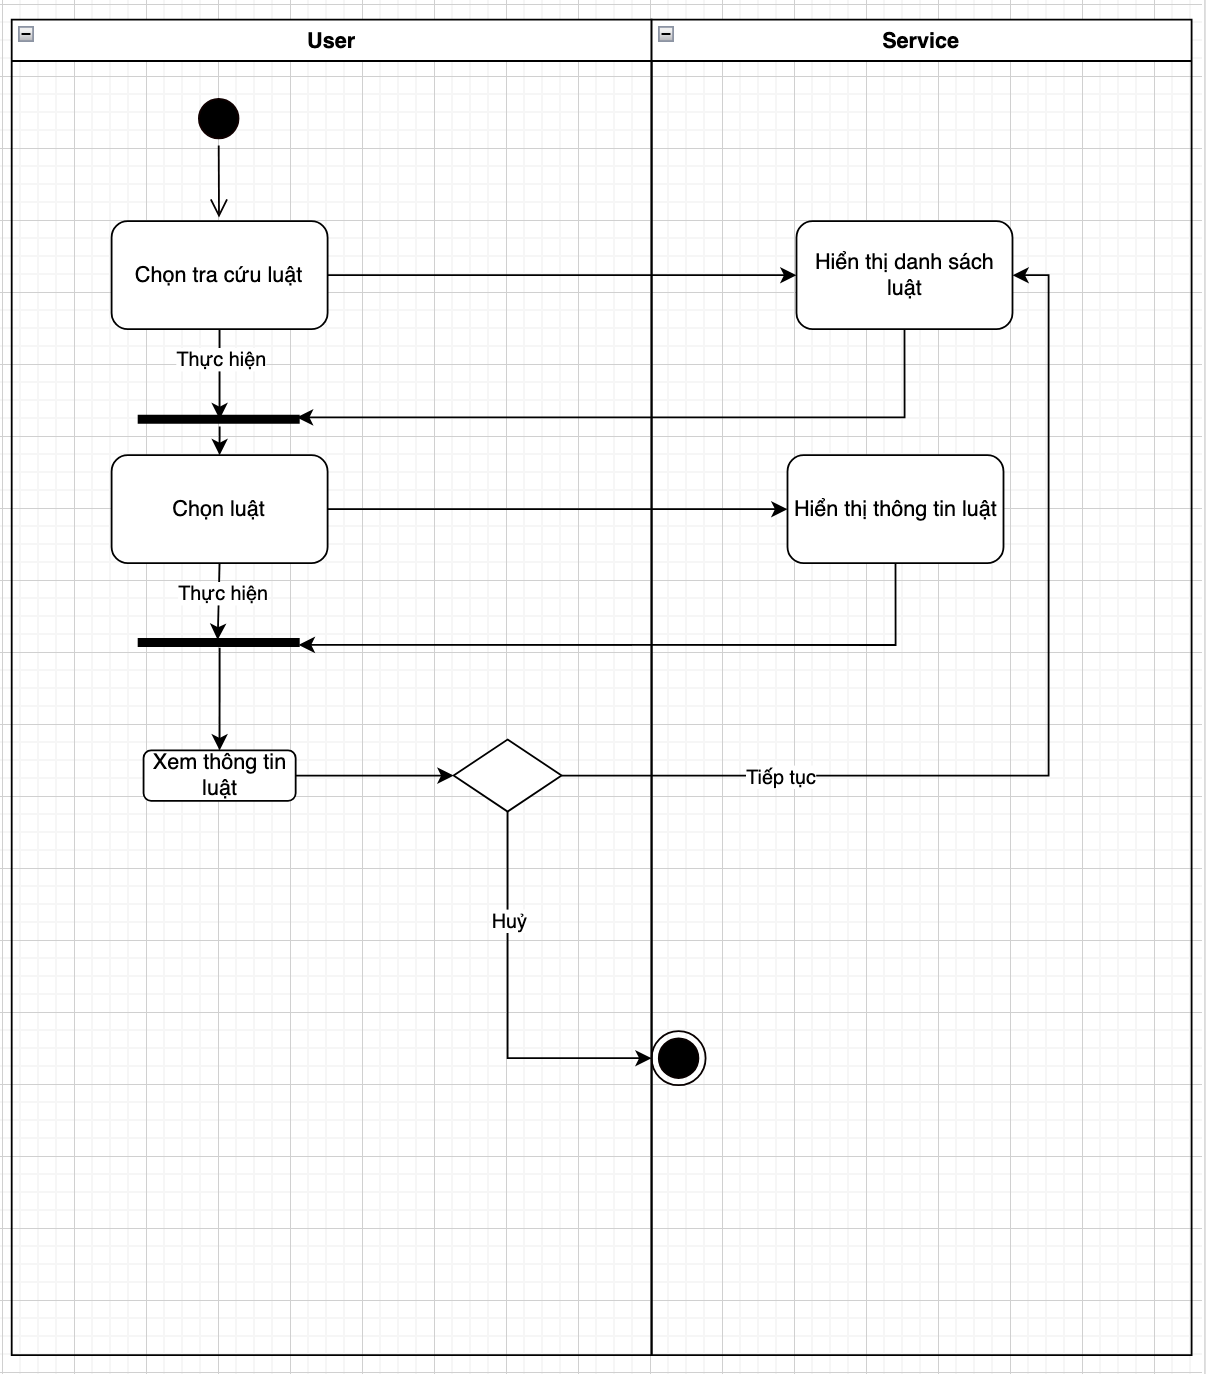 User
Service
Chọn tra cứu luật
Hiển thị danh sách
luật
Thực hiện
Chọn luật
Hiển thị thông tin luật
Thực hiện
Xem thông tin
luật
Tiếp tục
Huỷ